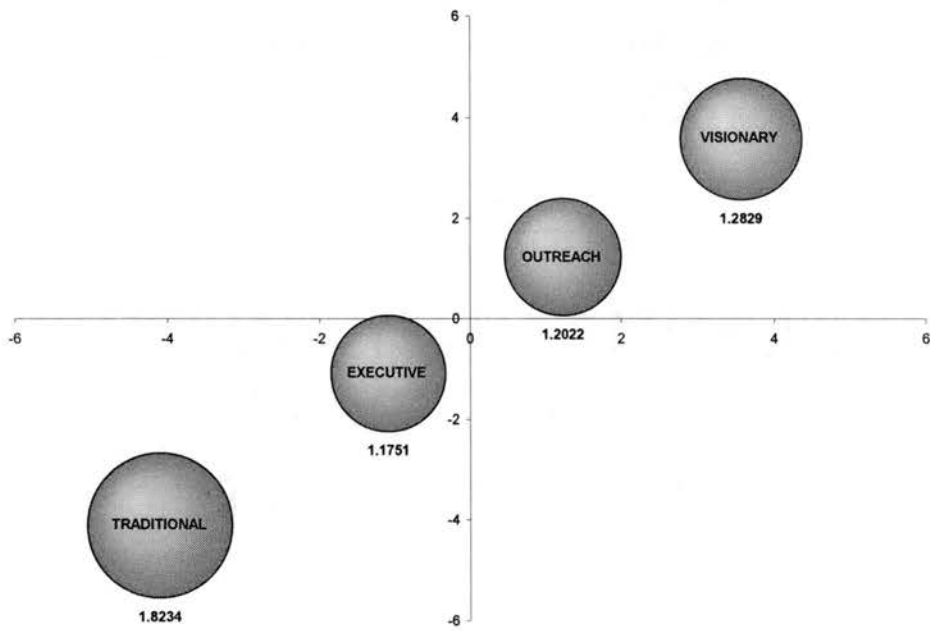 6
4
VISIONARY
2
1.2829
OUTREACH
-6 -4 -2 0 0 2 4 6
1.2022
EXECUTIVE
-2
1.1751
-4
TRADITIONAL
1.8234
-6